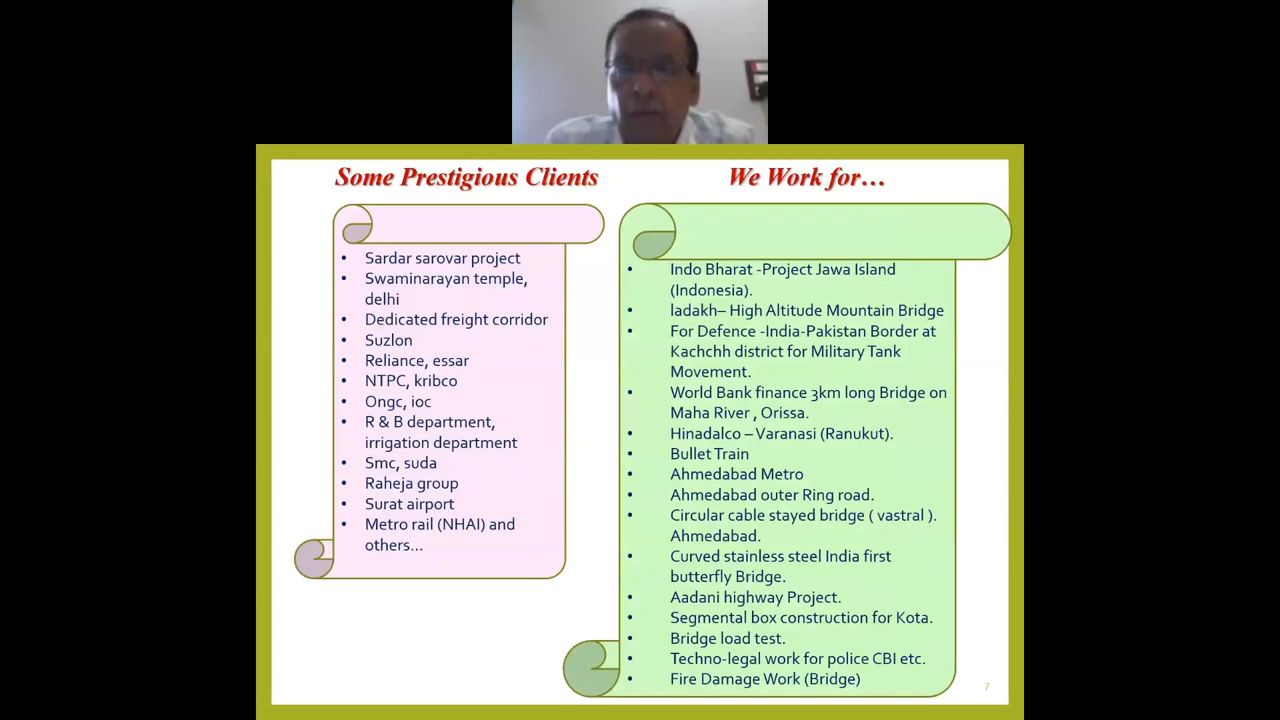 Some Prestigious Clients
Sardar sarovar project
Swaminarayan temple,
delhi
Dedicated freight corridor
Suzlon
Reliance, essar
NTPC, kribco
Ongc, ioc
R & B department,
irrigation department
Smc, suda
Raheja group
Surat airport
Metro rail (NHAI) and
others...
We Work for...
Indo Bharat -Project Jawa Island
(Indonesia).
ladakh– High Altitude Mountain Bridge
For Defence -India-Pakistan Border at
Kachchh district for Military Tank
Movement.
World Bank finance 3km long Bridge on
Maha River , Orissa.
Hinadalco – Varanasi (Ranukut).
Bullet Train
Ahmedabad Metro
Ahmedabad outer Ring road.
Circular cable stayed bridge ( vastral ).
Ahmedabad.
Curved stainless steel India first
butterfly Bridge.
Aadani highway Project.
Segmental box construction for Kota.
Bridge load test.
Techno-legal work for police CBI etc.
Fire Damage Work (Bridge)
7